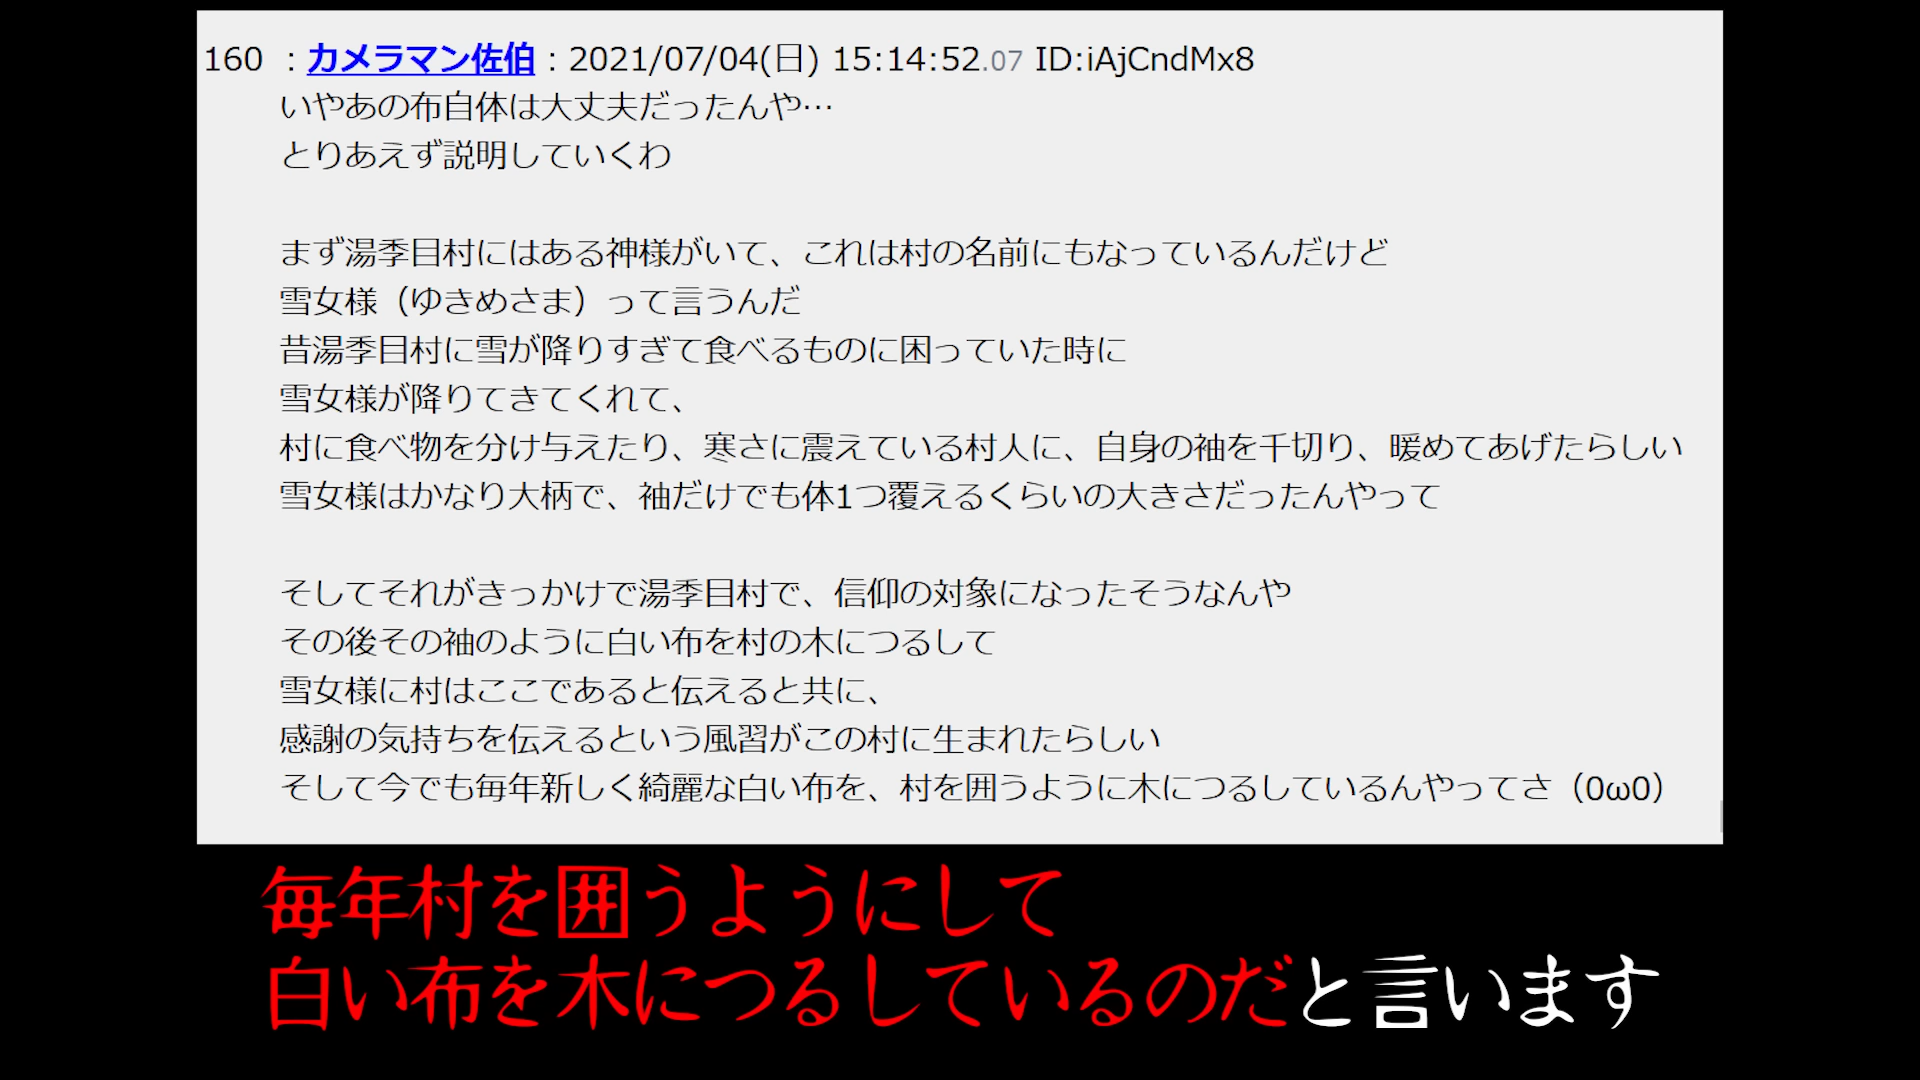 160 ：カメラマン佐伯：2021/07/04(日) 15:14:52.07 ID:iAjCndMx8
いやあの布自体は大丈夫だったんや…
とりあえず説明していくわ
まず湯季目村にはある神様がいて、これは村の名前にもなっているんだけど
雪女様（ゆきめさま）って言うんだ
昔湯季目村に雪が降りすぎて食べるものに困っていた時に
雪女様が降りてきてくれて、
村に食べ物を分け与えたり、寒さに震えている村人に、自身の袖を千切り、暖めてあげたらしい
雪女様はかなり大柄で、袖だけでも体1つ覆えるくらいの大きさだったんやって
そしてそれがきっかけで湯季目村で、信仰の対象になったそうなんや
その後その袖のように白い布を村の木につるして
雪女様に村はここであると伝えると共に、
感謝の気持ちを伝えるという風習がこの村に生まれたらしい
そして今でも毎年新しく綺麗な白い布を、村を囲うように木につるしているんやってさ（0ω0）
毎年村を囲うようにして
白い布を木につるしているのだと言います